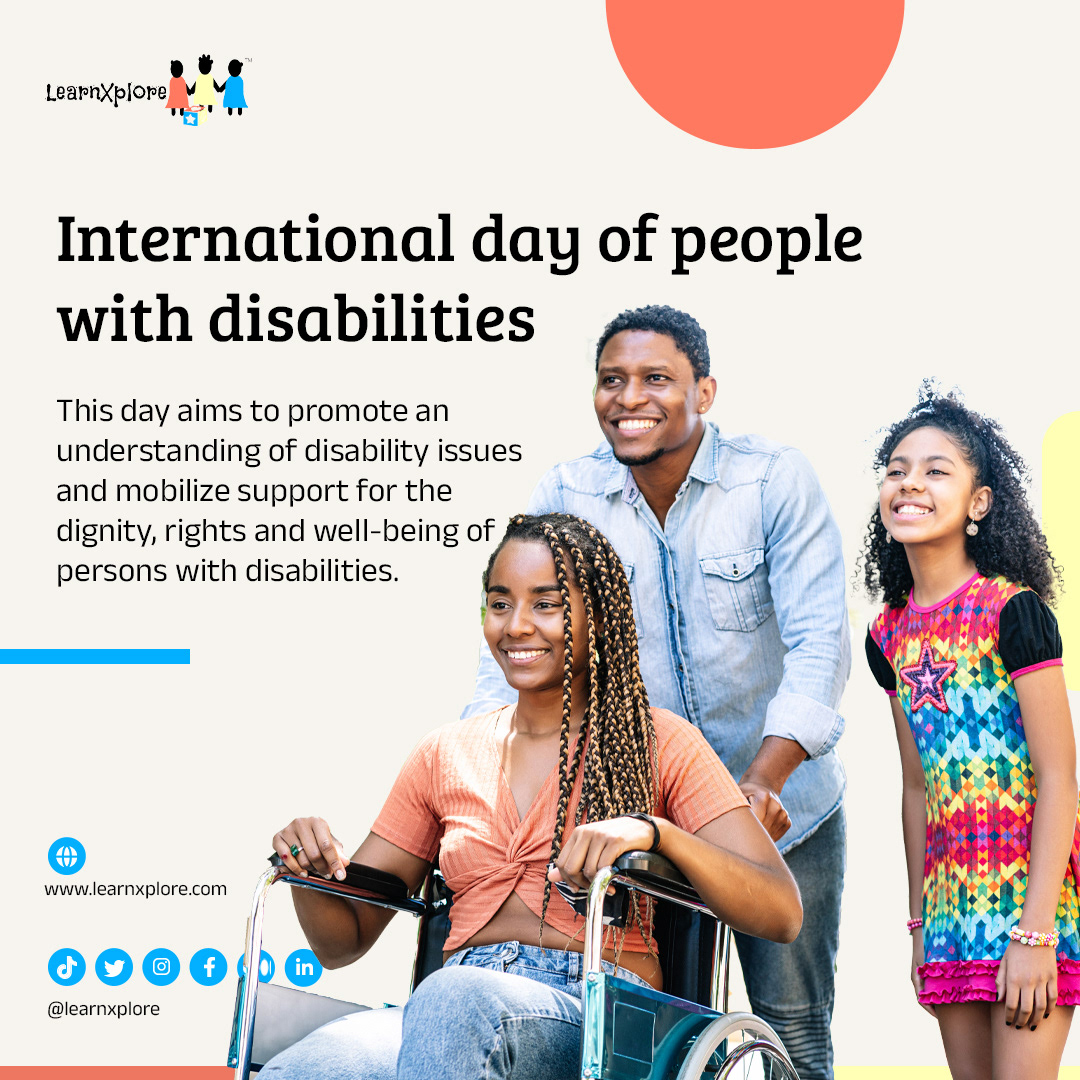 LearnXplore
TM
International day of people
with disabilities
This day aims to promote an
understanding of disability issues
and mobilize support for the
dignity, rights and well-being of
persons with disabilities.
www.learnxplore.com
@learnxplore